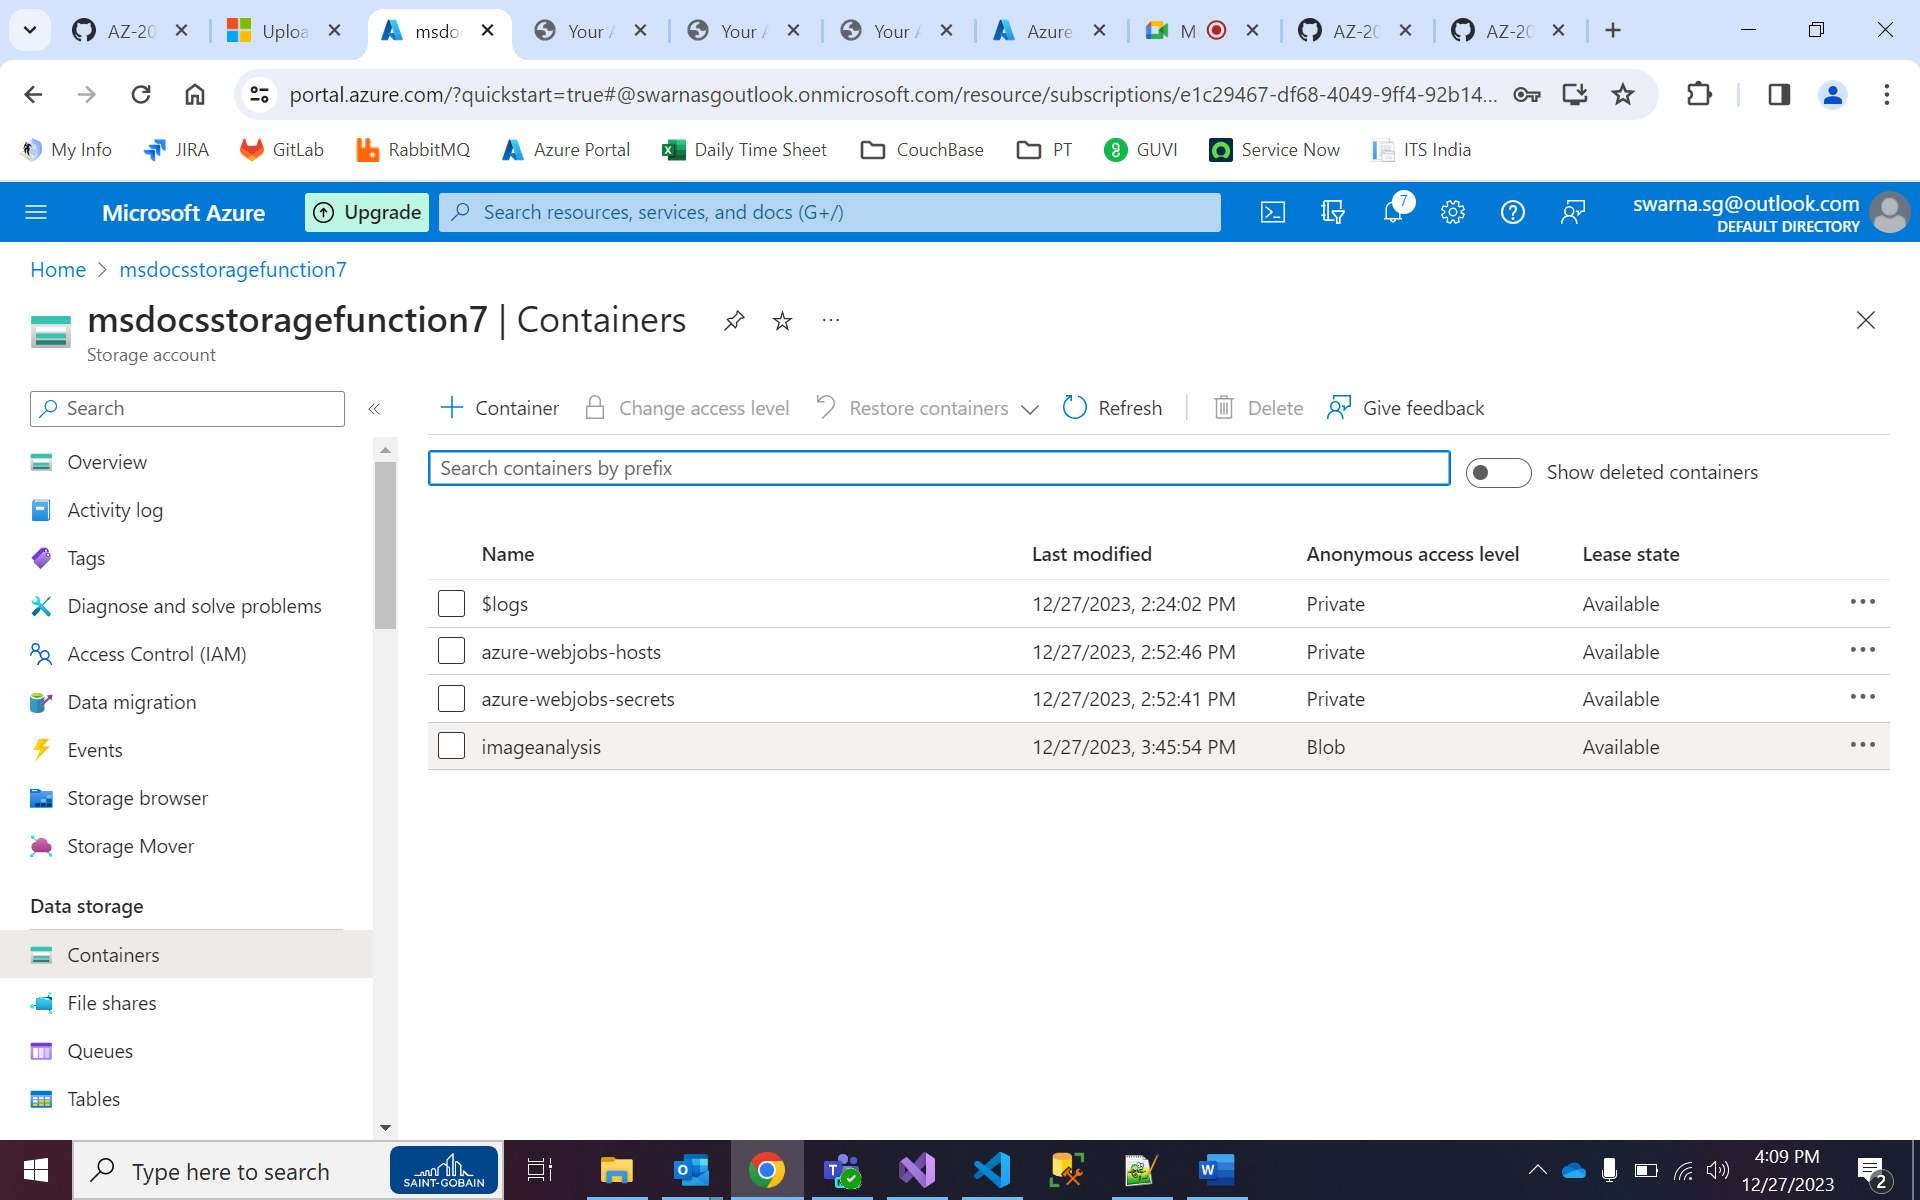 AZ-20
Uploa
msdo
Your A
Your A
Your A
Azure
M
AZ-20
AZ-20
portal.azure.com/?quickstart=true#@swarnasgoutlook.onmicrosoft.com/resource/subscriptions/e1c29467-df68-4049-9ff4-92b14...
My Info
JIRA
GitLab
RabbitMQ
Azure Portal
Daily Time Sheet
CouchBase
PT
GUVI
Service Now
ITS India
Microsoft Azure
Upgrade
Search resources, services, and docs (G+/)
7
swarna.sg@outlook.com
DEFAULT DIRECTORY
Home > msdocsstoragefunction7
msdocsstoragefunction7 | Containers
Storage account
Search
Container
Change access level
Restore containers
Refresh
Delete
Give feedback
Search containers by prefix
Show deleted containers
Overview
Activity log
Tags
Diagnose and solve problems
Access Control (IAM)
Data migration
Events
Storage browser
Storage Mover
Data storage
Containers
File shares
Queues
Tables
Name Last modified Anonymous access level Lease state
$logs 12/27/2023, 2:24:02 PM Private Available
azure-webjobs-hosts 12/27/2023, 2:52:46 PM Private Available
azure-webjobs-secrets 12/27/2023, 2:52:41 PM Private Available
imageanalysis 12/27/2023, 3:45:54 PM Blob Available
Type here to search
SAINT-GOBAIN
4:09 PM
12/27/2023
2